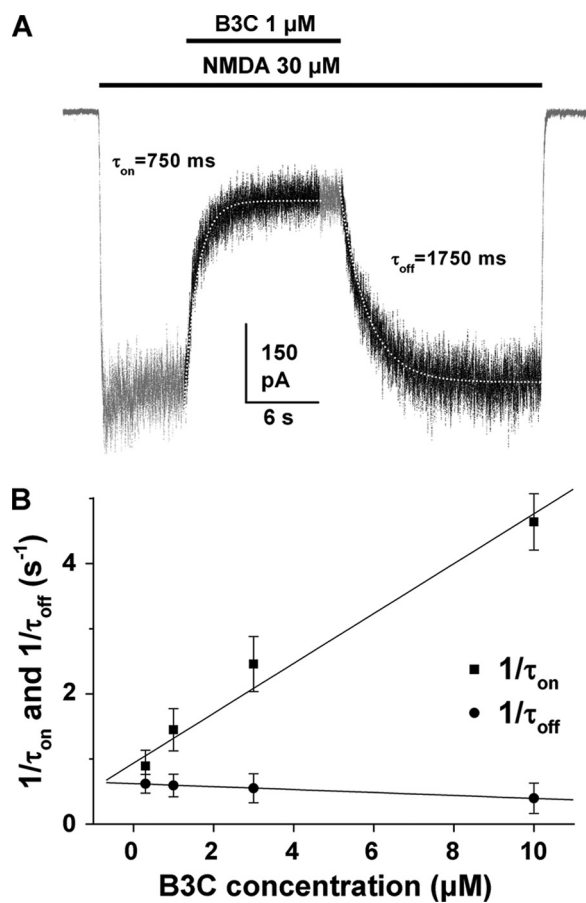 A
B3C 1 µM
NMDA 30 µM
τon=750 ms
τoff=1750 ms
150
pA
6 s
B
1/τon and 1/τoff (s-1)
4
2
0
1/τon
1/τoff
0 2 4 6 8 10
B3C concentration (µM)